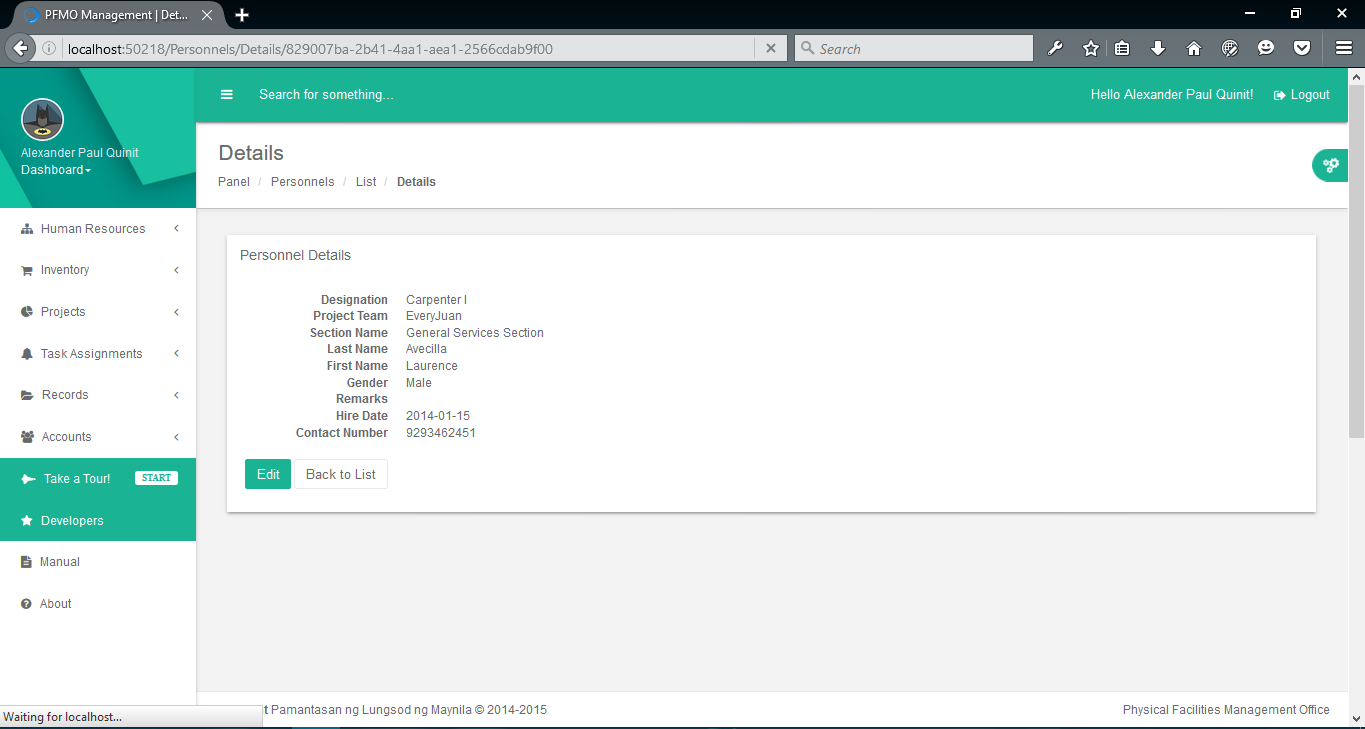 PFMO Management | Det...
localhost:50218/Personnels/Details/829007ba-2b41-4aa1-aea1-2566cdab9f00
Search
Search for something...
Hello Alexander Paul Quinit!
Logout
Alexander Paul Quinit
Dashboard
Details
Panel / Personnels / List / Details
Human Resources
Inventory
Projects
Task Assignments
Records
Accounts
Take a Tour! START
Developers
Manual
About
Personnel Details
Designation Carpenter I
Project Team EveryJuan
Section Name General Services Section
Last Name Avecilla
First Name Laurence
Gender Male
Remarks
Hire Date 2014-01-15
Contact Number 9293462451
Edit
Back to List
t Pamantasan ng Lungsod ng Maynila © 2014-2015
Physical Facilities Management Office
Waiting for localhost...